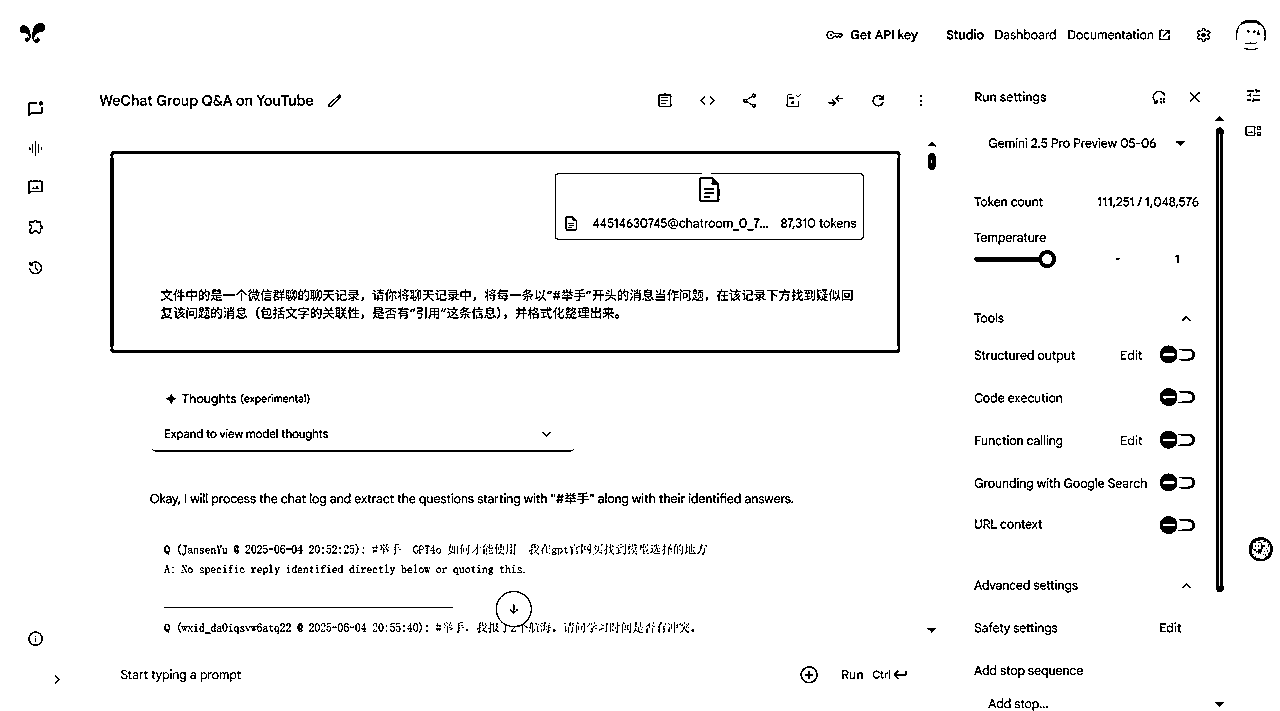 Get API key
Studio
Dashboard
Documentation
WeChat Group Q&A on YouTube
44514630745@chatroom_0_7... 87,310 tokens
文件中的是一个微信群聊的聊天记录，请你将聊天记录中，将每一条以“#举手”开头的消息当作问题，在该记录下方找到疑似回
复该问题的消息（包括文字的关联性，是否有“引用”这条信息），并格式化整理出来。
Thoughts (experimental)
Expand to view model thoughts
Okay, I will process the chat log and extract the questions starting with "#举手" along with their identified answers.
Q (JansenYu @ 2025-06-04 20:52:25): #举手 GPT4o 如何才能使用 我在gpt官网没找到模型选择的地方
A: No specific reply identified directly below or quoting this.
Q (wxid_da0iqsvw6atq22 @ 2025-06-04 20:55:40): #举手，我报了2个航海，请问学习时间是否有冲突。
Start typing a prompt
Run Ctrl
Run settings
Gemini 2.5 Pro Preview 05-06
Token count 111,251 / 1,048,576
Temperature
1
Tools
Structured output Edit
Code execution
Function calling Edit
Grounding with Google Search
URL context
Advanced settings
Safety settings Edit
Add stop sequence
Add stop...